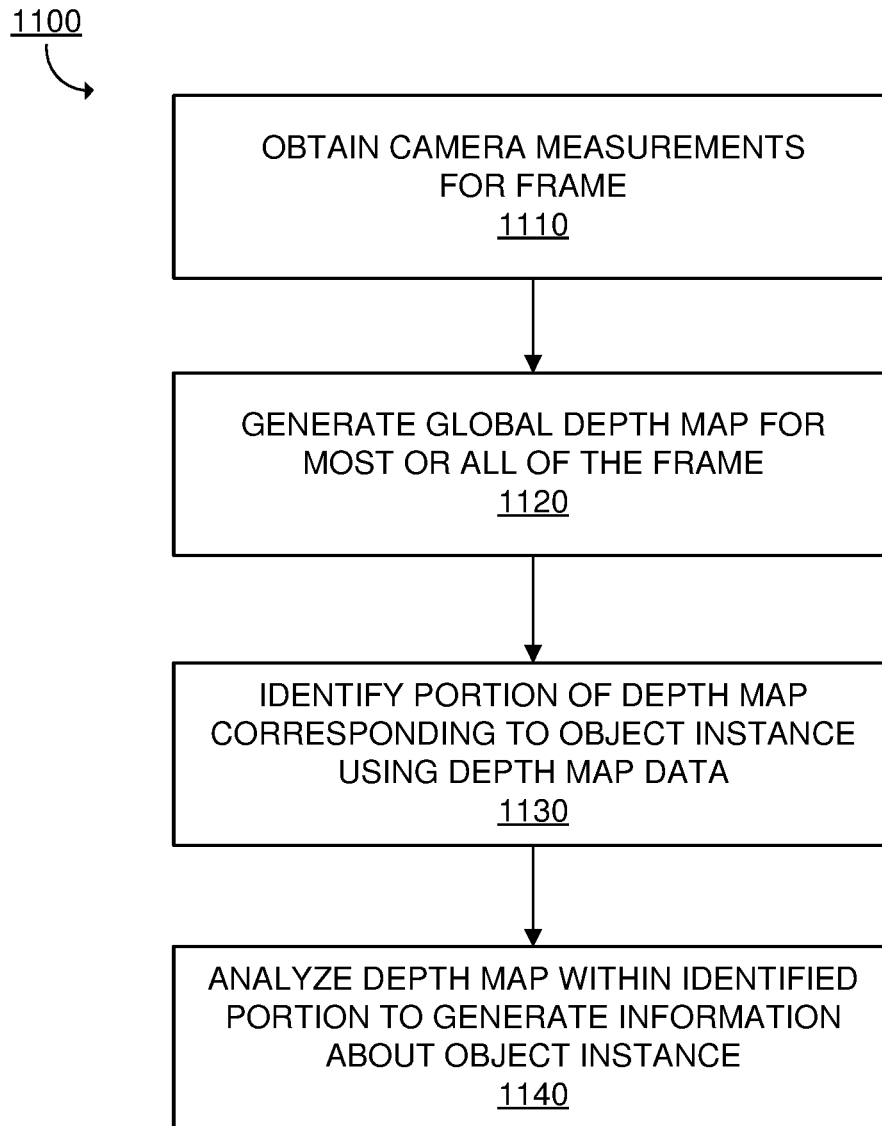 1100
OBTAIN CAMERA MEASUREMENTS
FOR FRAME
1110
GENERATE GLOBAL DEPTH MAP FOR
MOST OR ALL OF THE FRAME
1120
IDENTIFY PORTION OF DEPTH MAP
CORRESPONDING TO OBJECT INSTANCE
USING DEPTH MAP DATA
1130
ANALYZE DEPTH MAP WITHIN IDENTIFIED
PORTION TO GENERATE INFORMATION
ABOUT OBJECT INSTANCE
1140